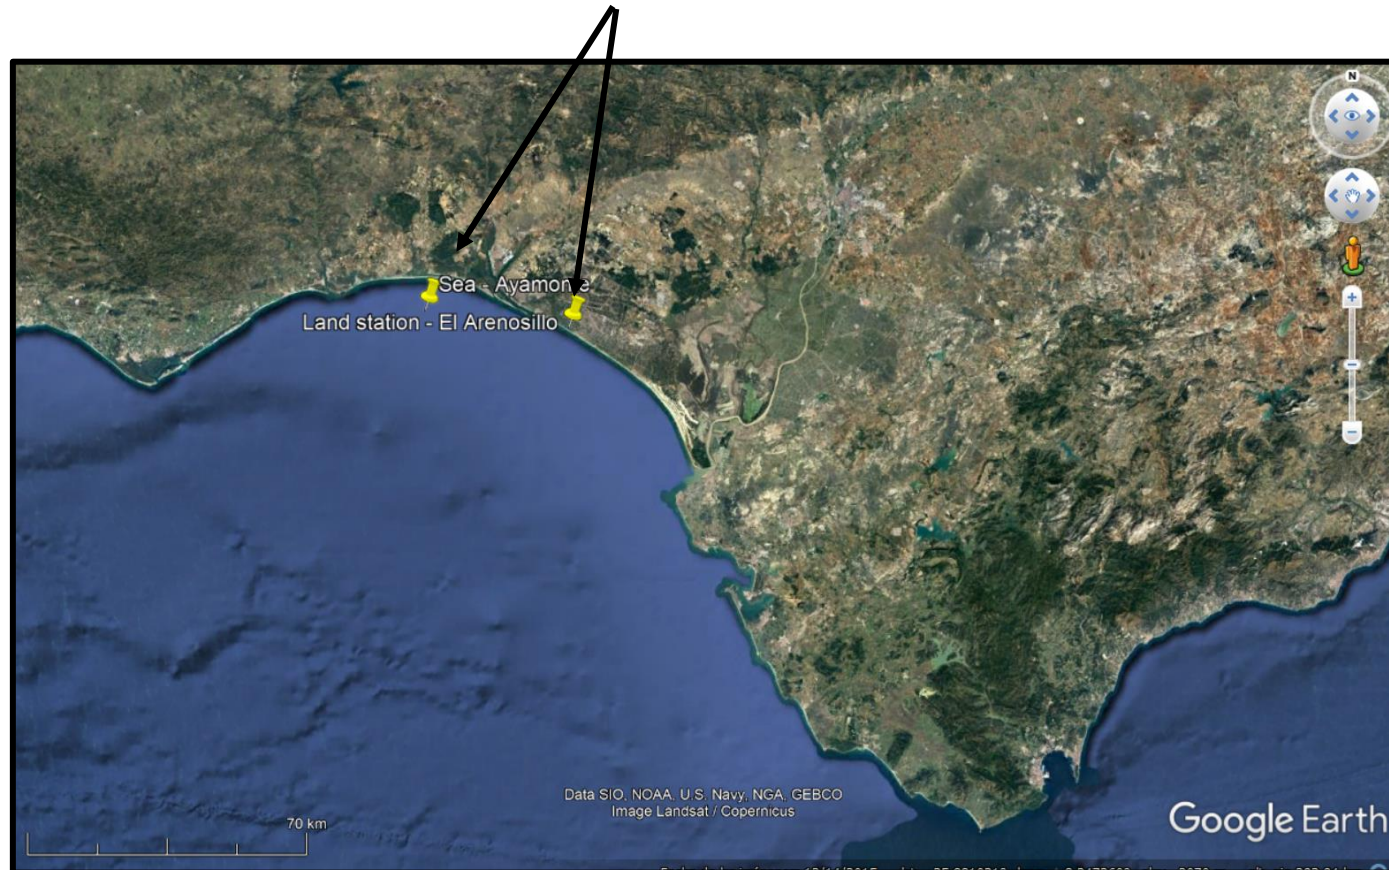 N
Sea - Ayamonte
Land station - El Arenosillo
Data SIO, NOAA, U.S. Navy, NGA, GEBCO
Image Landsat / Copernicus
70 km
Google Earth